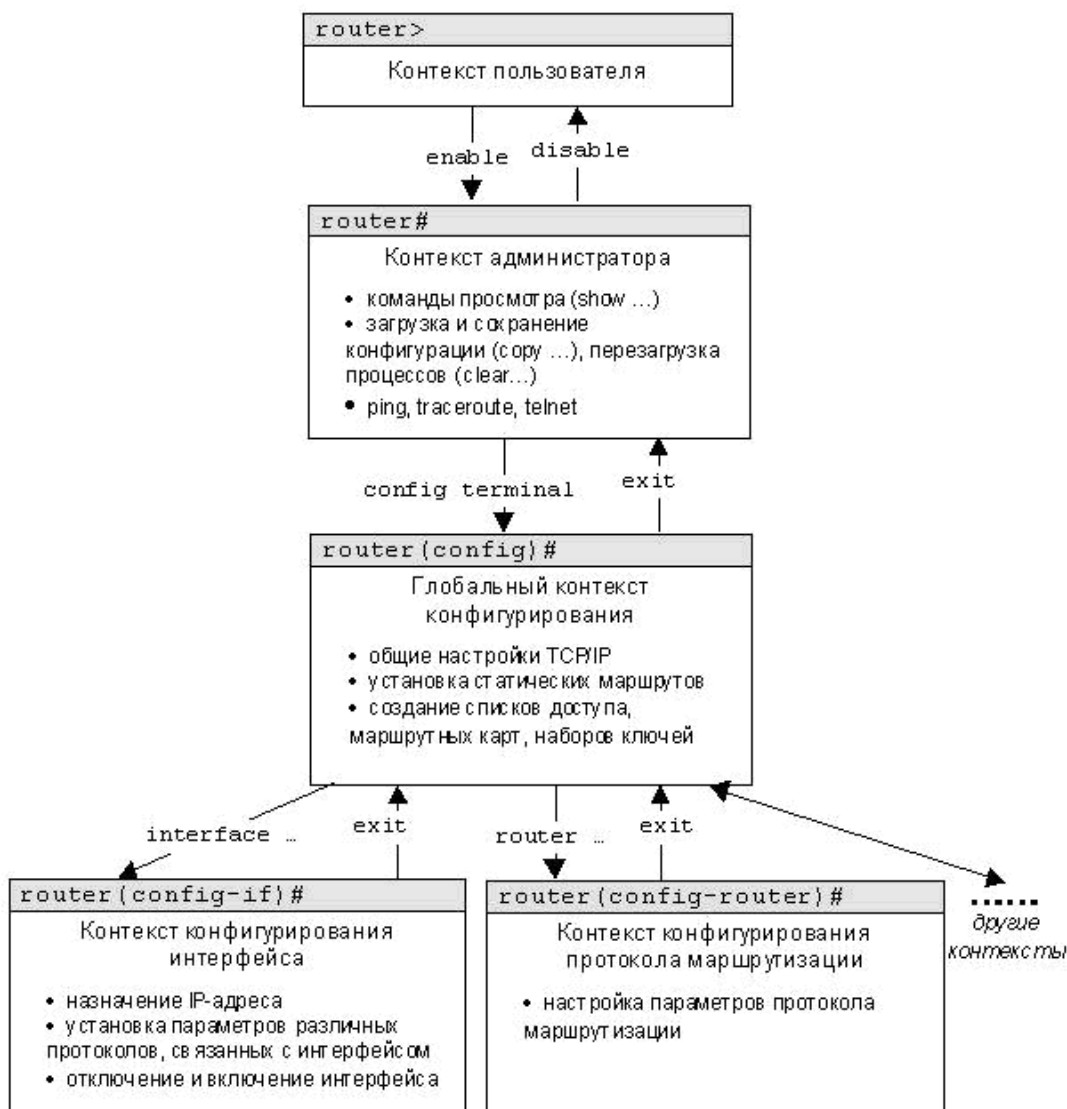 router>
Контекст пользователя
enable
disable
router#
Контекст администратора
• команды просмотра (show ...)
• загрузка и сохранение
конфигурации (copy ...), перезагрузка
процессов (clear...)
• ping, traceroute, telnet
config terminal
exit
router(config)#
Глобальный контекст
конфигурирования
• общие настройки TCP/IP
• установка статических маршрутов
• создание списков доступа,
маршрутных карт, наборов ключей
interface ...
exit
router ...
exit
router(config-if)#
Контекст конфигурирования
интерфейса
• назначение IP-адреса
• установка параметров различных
протоколов, связанных с интерфейсом
• отключение и включение интерфейса
router(config-router)#
Контекст конфигурирования
протокола маршрутизации
• настройка параметров протокола
маршрутизации
другие
контексты